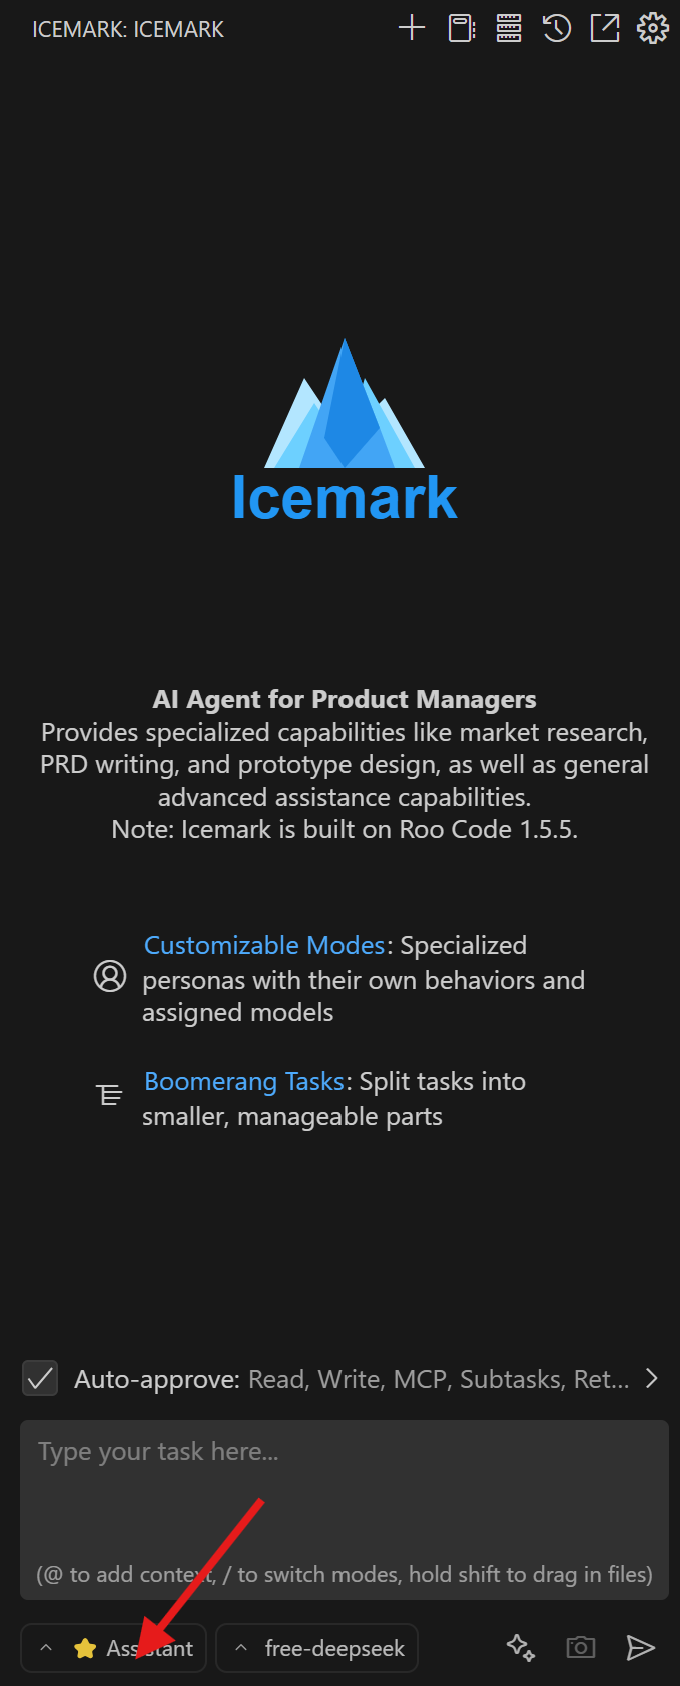 ICEMARK: ICEMARK
Icemark
AI Agent for Product Managers
Provides specialized capabilities like market research,
PRD writing, and prototype design, as well as general
advanced assistance capabilities.
Note: Icemark is built on Roo Code 1.5.5.
Customizable Modes: Specialized
personas with their own behaviors and
assigned models
Boomerang Tasks: Split tasks into
smaller, manageable parts
Auto-approve: Read, Write, MCP, Subtasks, Ret...
Type your task here...
(@ to add context, / to switch modes, hold shift to drag in files)
Assistant
free-deepseek